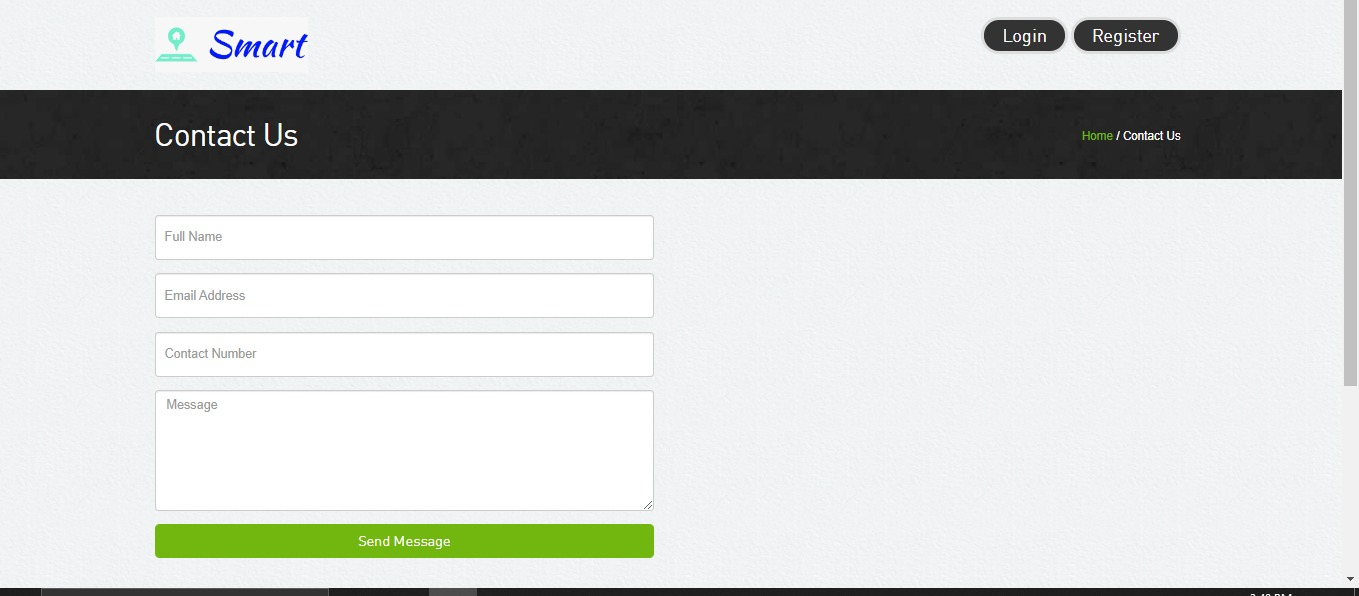 Smart
Login
Register
Contact Us
Home / Contact Us
Full Name
Email Address
Contact Number
Message
Send Message